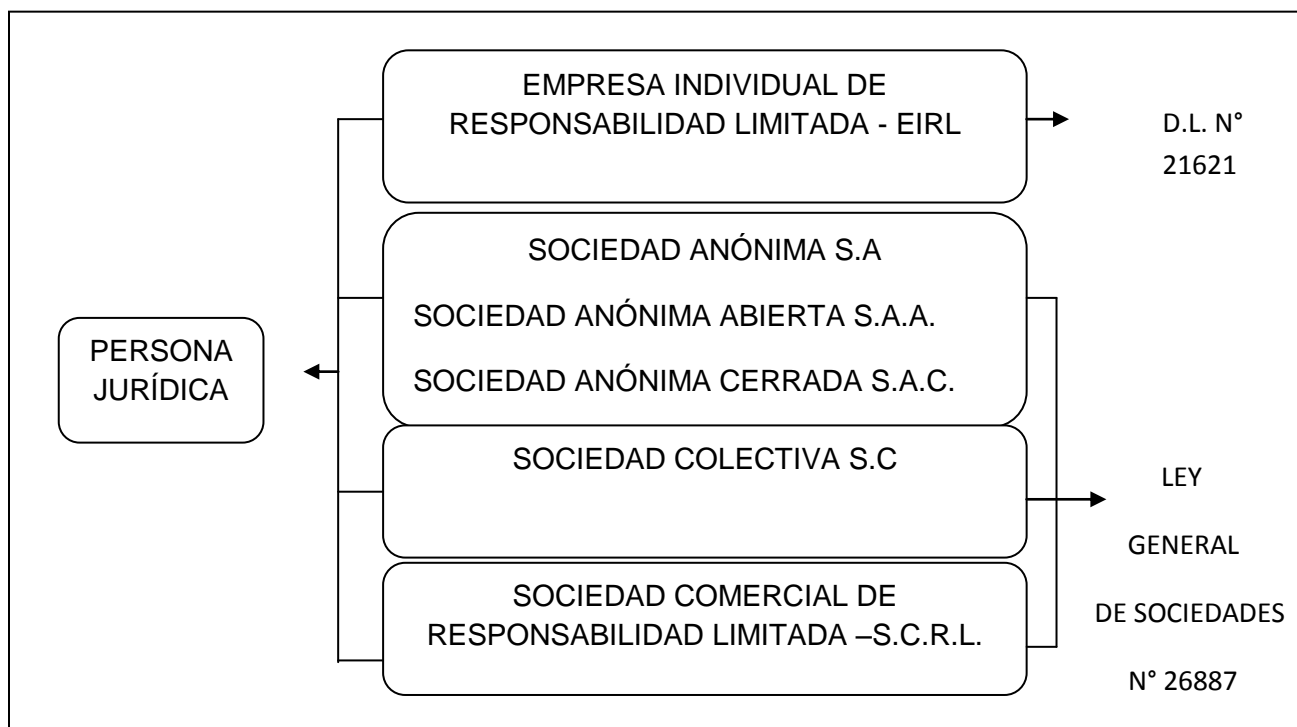 EMPRESA INDIVIDUAL DE
RESPONSABILIDAD LIMITADA - EIRL
D.L. N°
21621
SOCIEDAD ANÓNIMA S.A
SOCIEDAD ANÓNIMA ABIERTA S.A.A.
SOCIEDAD ANÓNIMA CERRADA S.A.C.
PERSONA
JURÍDICA
SOCIEDAD COLECTIVA S.C
SOCIEDAD COMERCIAL DE
RESPONSABILIDAD LIMITADA –S.C.R.L.
LEY
GENERAL
DE SOCIEDADES
N° 26887